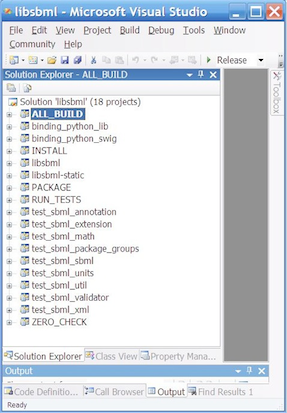 libsbml - Microsoft Visual Studio
File Edit View Project Build Debug Tools Window
Community Help
Release
Solution Explorer - ALL_BUILD
Toolbox
Solution 'libsbml' (18 projects)
ALL_BUILD
binding_python_lib
binding_python_swig
INSTALL
libsbml
libsbml-static
PACKAGE
RUN_TESTS
test_sbml_annotation
test_sbml_extension
test_sbml_math
test_sbml_package_groups
test_sbml_sbml
test_sbml_units
test_sbml_util
test_sbml_validator
test_sbml_xml
ZERO_CHECK
Solution Explorer Class View Property Mana...
Output
Code Definitio... Call Browser Output Find Results 1
Ready